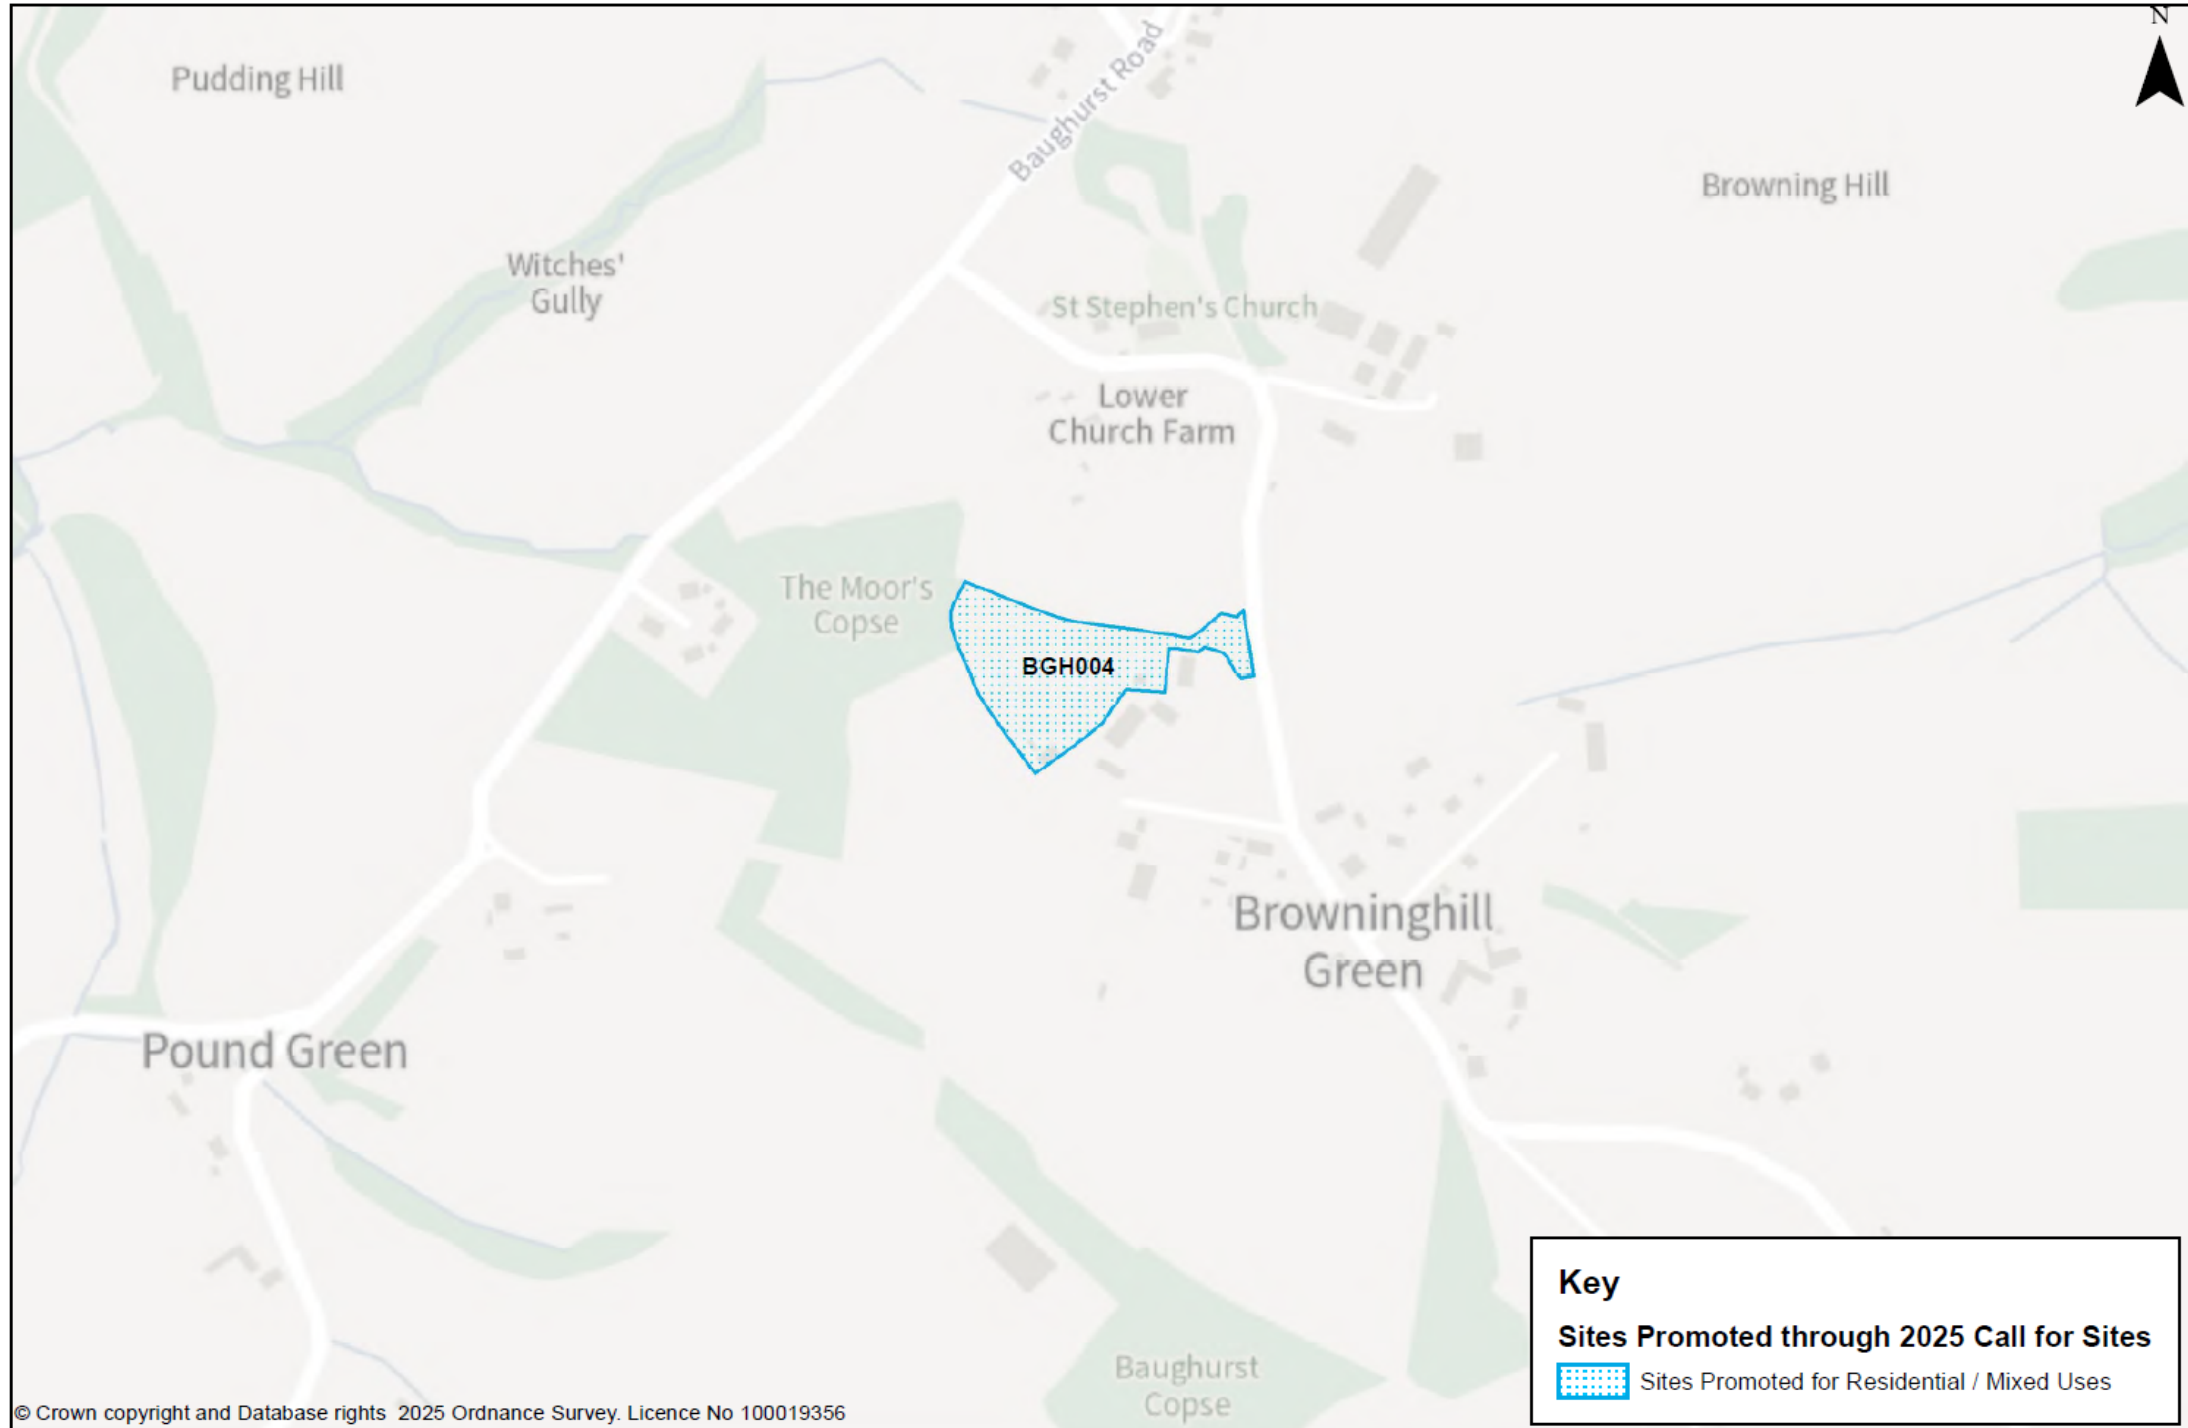 N
Pudding Hill
Baughurst Road
Browning Hill
Witches'
Gully
St Stephen's Church
Lower
Church Farm
The Moor's
Copse
BGH004
Browninghill
Green
Pound Green
Baughurst
Copse
Key
Sites Promoted through 2025 Call for Sites
Sites Promoted for Residential / Mixed Uses
© Crown copyright and Database rights 2025 Ordnance Survey. Licence No 100019356